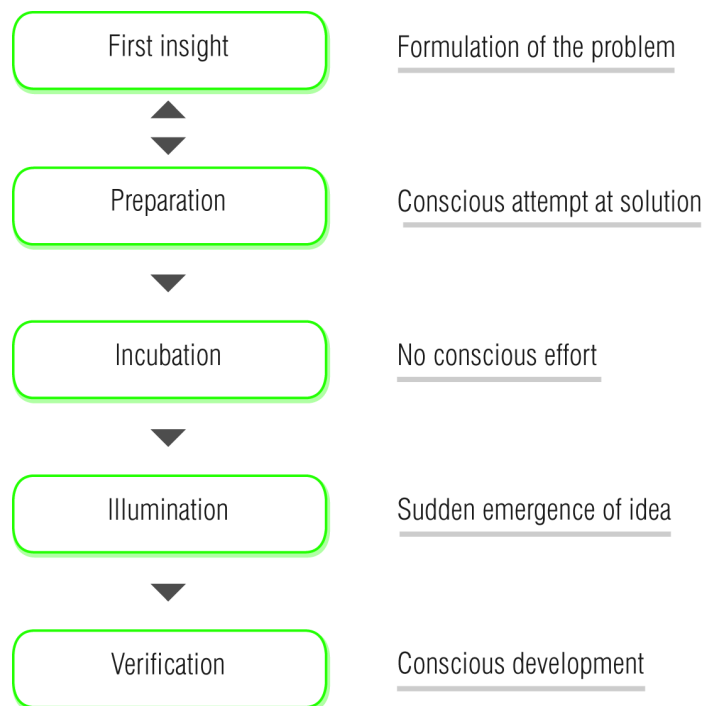 First insight
Formulation of the problem
Preparation
Conscious attempt at solution
Incubation
No conscious effort
Illumination
Sudden emergence of idea
Verification
Conscious development